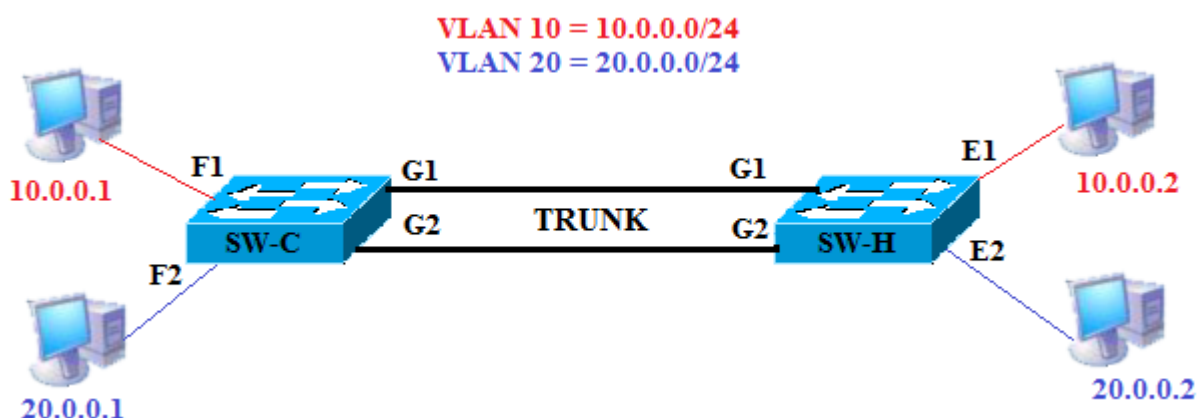 VLAN 10 = 10.0.0.0/24
VLAN 20 = 20.0.0.0/24
10.0.0.1
F1
G1
G1
E1
10.0.0.2
SW-C
G2
TRUNK
G2
SW-H
F2
E2
20.0.0.1
20.0.0.2